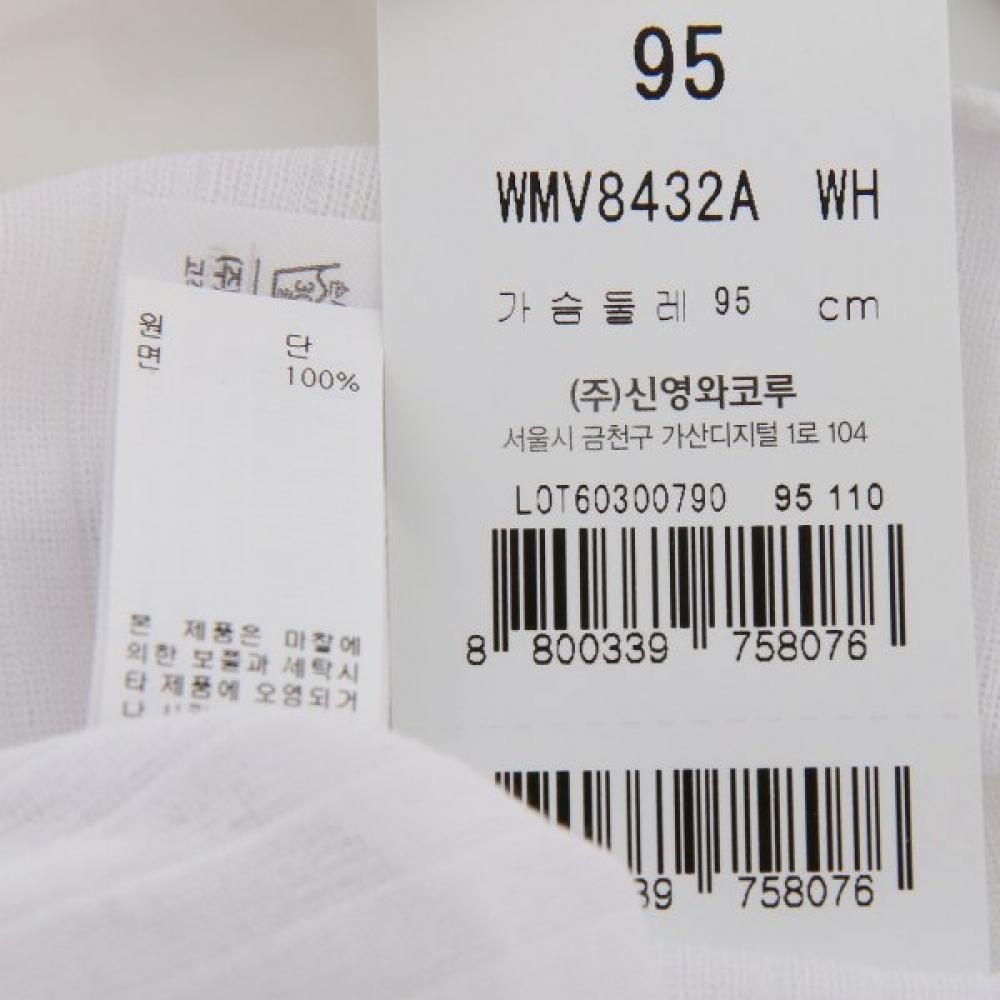 95
WMV8432A WH
가슴둘레 95 cm
(주)신영와코루
서울시 금천구 가산디지털 1로 104
LOT60300790 95 110
8 800339 758076
758076
원 단
면 100%
본 제품은 마찰에
의한 보풀과 세탁시
타 제품에 오염되거